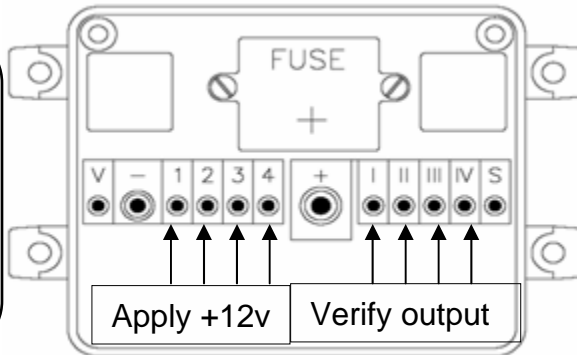 FUSE
+
V – 1 2 3 4 + I II III IV S
Apply +12v Verify output